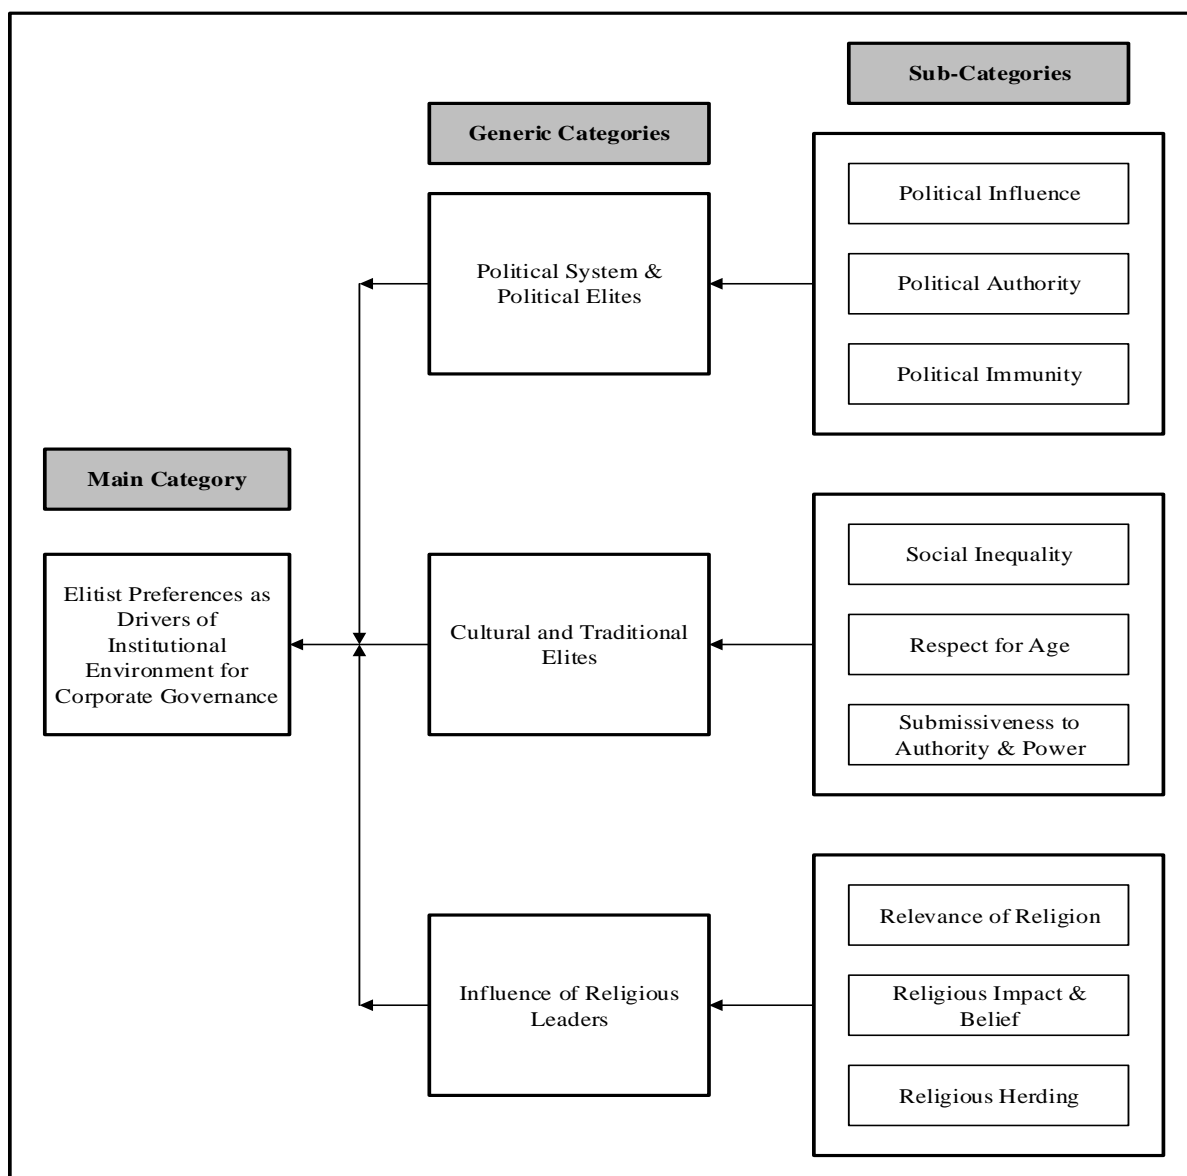 Sub-Categories
Generic Categories
Political Influence
Political System &
Political Elites
Political Authority
Political Immunity
Main Category
Social Inequality
Elitist Preferences as
Drivers of
Institutional
Environment for
Corporate Governance
Cultural and Traditional
Elites
Respect for Age
Submissiveness to
Authority & Power
Relevance of Religion
Influence of Religious
Leaders
Religious Impact &
Belief
Religious Herding